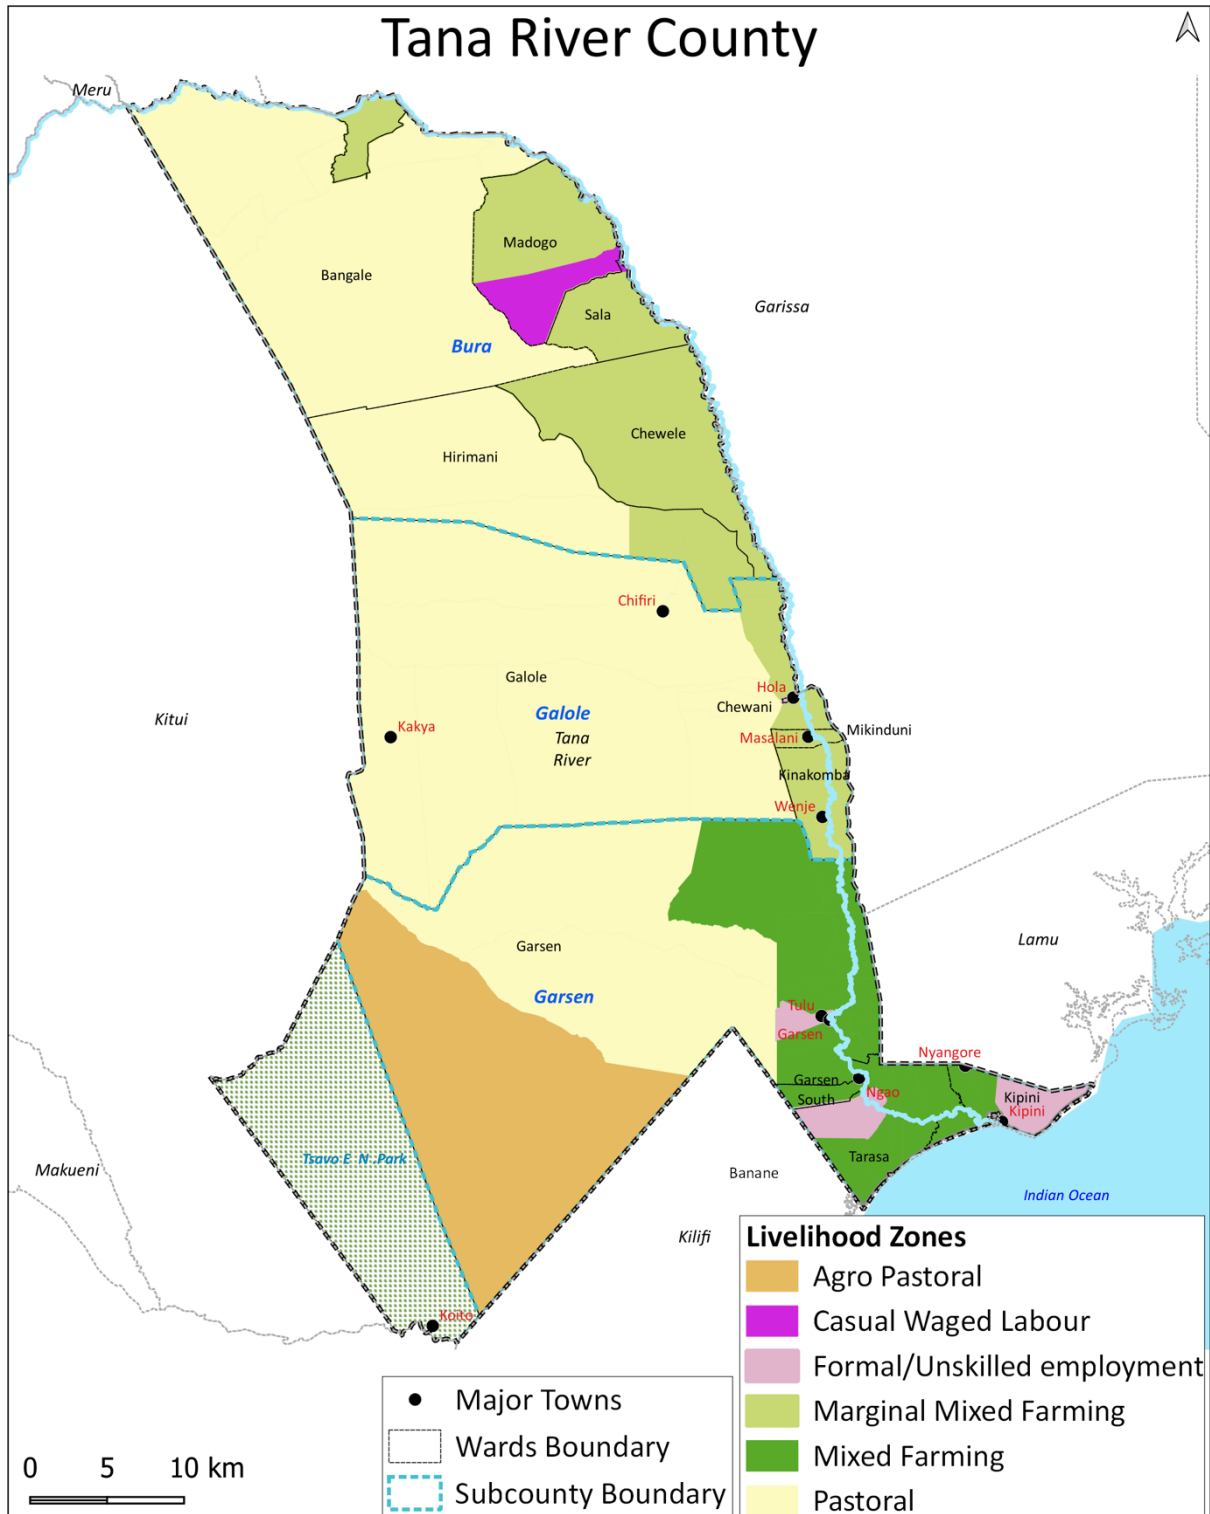 Tana River County
Meru
Madogo
Bangale
Garissa
Sala
Bura
Chewele
Hirimani
Chifiri
Galole
Hola
Chewani
Galole
Kitui
Kakya
Mikinduni
Masalani
Tana
River
Kinakomba
Wenje
Garsen
Lamu
Garsen
Tulu
Garsen
Nyangore
Garsen
South
Ngao
Kipini
Kipini
Tarasa
Tsavo E N .Park
Makueni
Banane
Indian Ocean
Kilifi
Koito
Livelihood Zones
Agro Pastoral
Casual Waged Labour
Formal/Unskilled employment
Marginal Mixed Farming
Mixed Farming
Pastoral
Major Towns
Wards Boundary
Subcounty Boundary
0 5 10 km